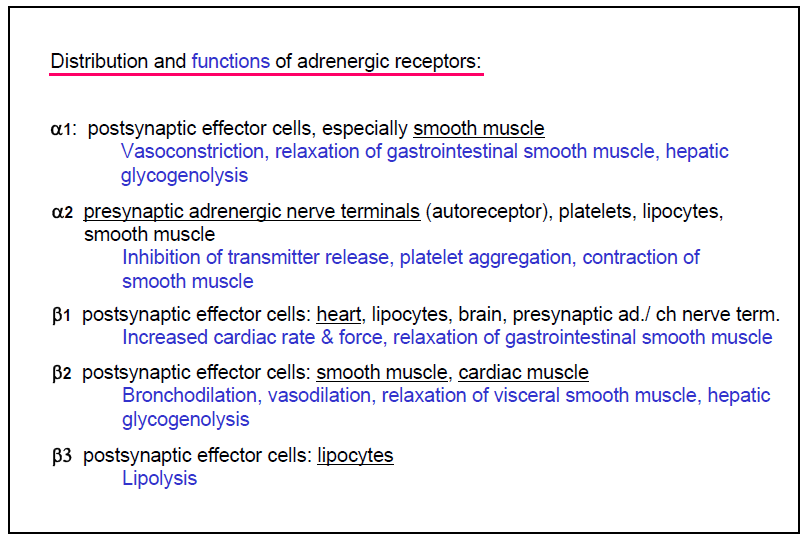 Distribution and functions of adrenergic receptors:
α1: postsynaptic effector cells, especially smooth muscle
Vasoconstriction, relaxation of gastrointestinal smooth muscle, hepatic
glycogenolysis
α2 presynaptic adrenergic nerve terminals (autoreceptor), platelets, lipocytes,
smooth muscle
Inhibition of transmitter release, platelet aggregation, contraction of
smooth muscle
β1 postsynaptic effector cells: heart, lipocytes, brain, presynaptic ad./ ch nerve term.
Increased cardiac rate & force, relaxation of gastrointestinal smooth muscle
β2 postsynaptic effector cells: smooth muscle, cardiac muscle
Bronchodilation, vasodilation, relaxation of visceral smooth muscle, hepatic
glycogenolysis
β3 postsynaptic effector cells: lipocytes
Lipolysis